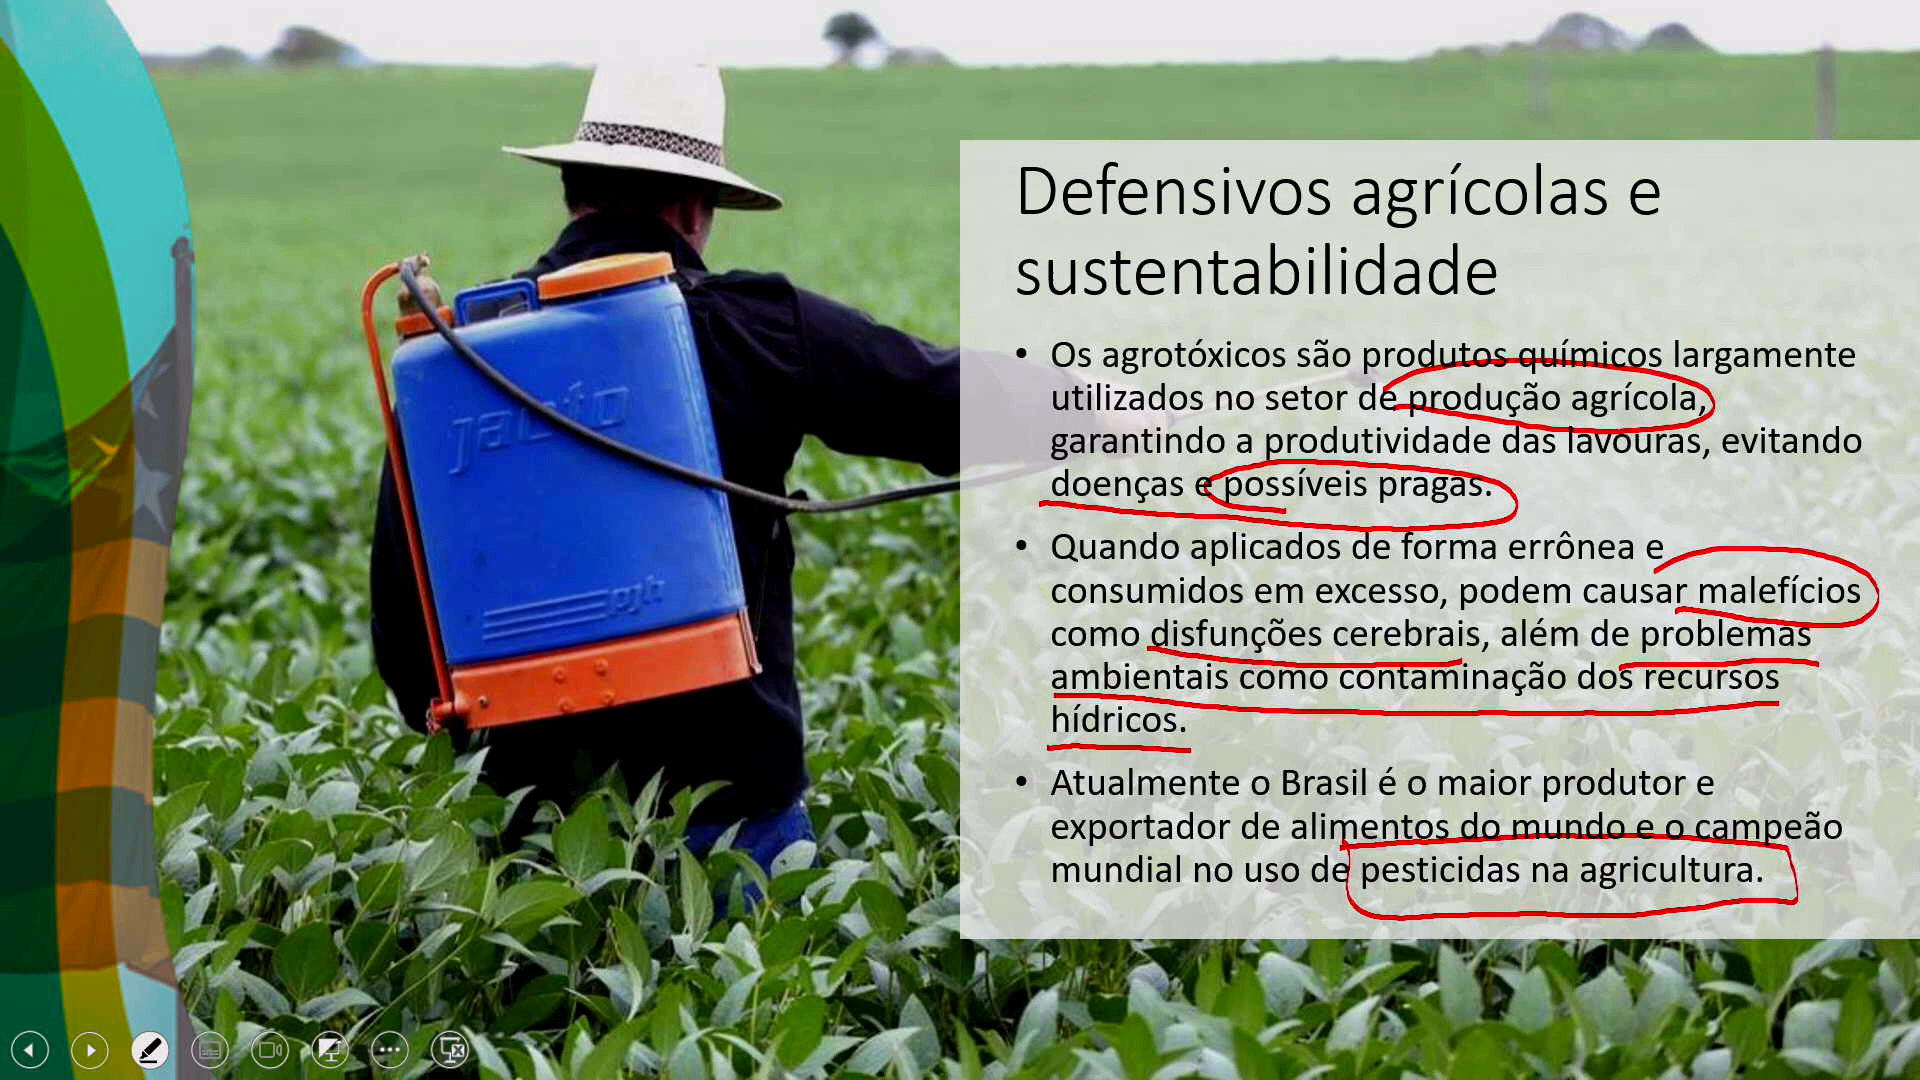 Defensivos agrícolas e
sustentabilidade
• Os agrotóxicos são produtos químicos largamente
utilizados no setor de produção agrícola,
garantindo a produtividade das lavouras, evitando
doenças e possíveis pragas.
• Quando aplicados de forma errônea e
consumidos em excesso, podem causar malefícios
como disfunções cerebrais, além de problemas
ambientais como contaminação dos recursos
hídricos.
• Atualmente o Brasil é o maior produtor e
exportador de alimentos do mundo e o campeão
mundial no uso de pesticidas na agricultura.
jacto
pjh